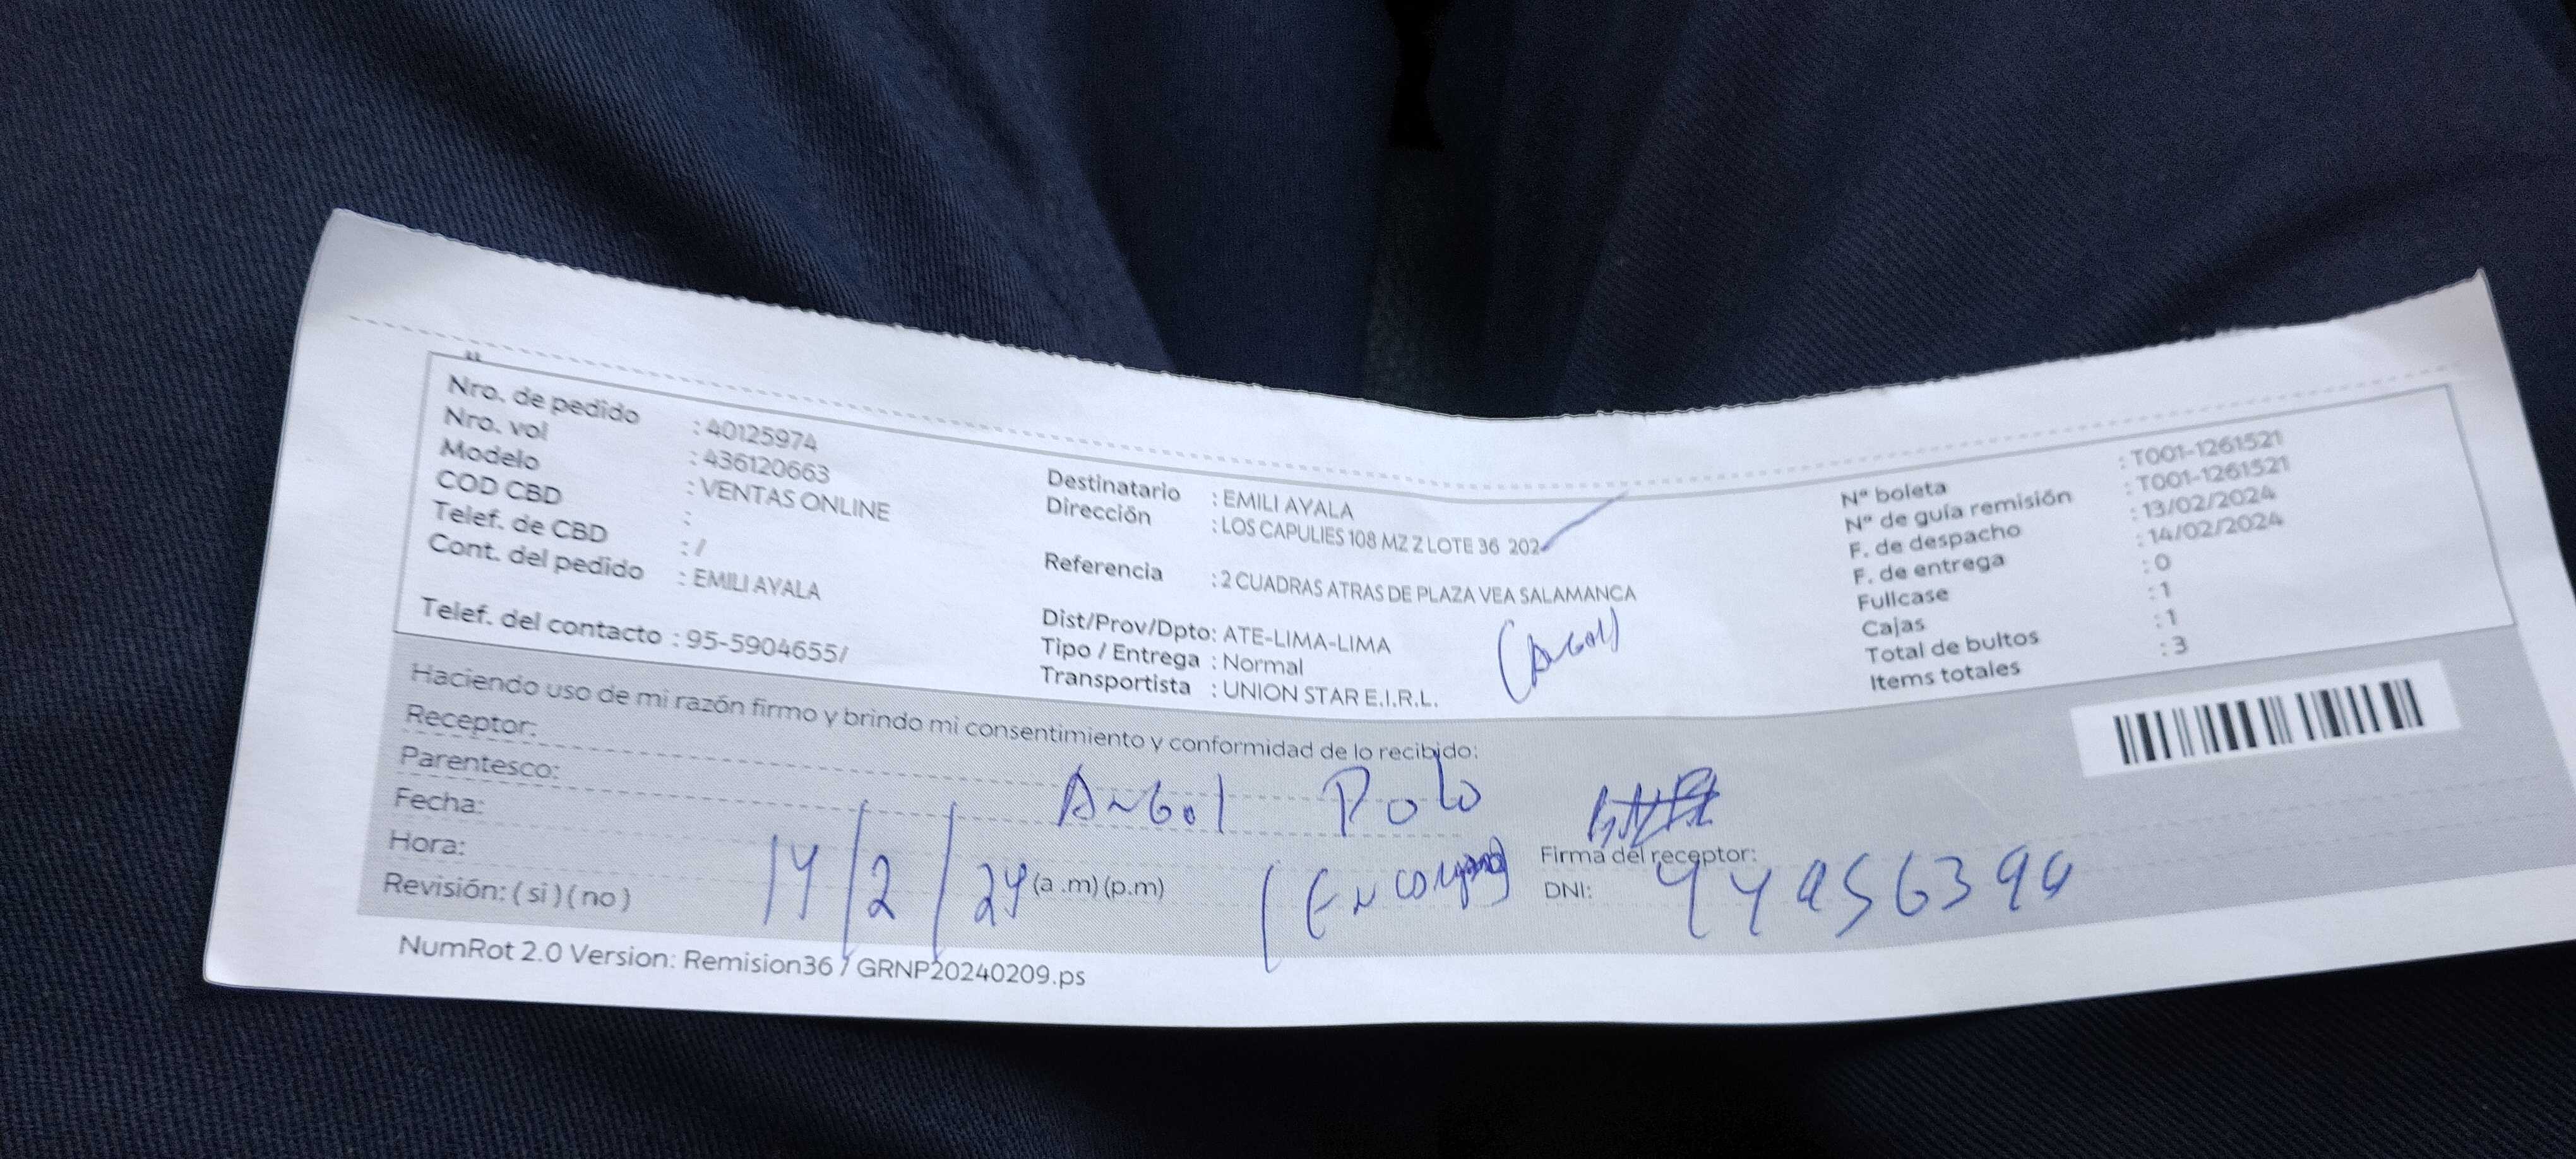 Nro. de pedido : 40125974
Nro. vol : 436120663
Modelo : VENTAS ONLINE
COD CBD :
Telef. de CBD : /
Cont. del pedido : EMILI AYALA
Telef. del contacto : 95-5904655/
Destinatario : EMILI AYALA
Dirección : LOS CAPULIES 108 MZ Z LOTE 36 202
Referencia : 2 CUADRAS ATRAS DE PLAZA VEA SALAMANCA
Dist/Prov/Dpto: ATE-LIMA-LIMA
Tipo / Entrega : Normal
Transportista : UNION STAR E.I.R.L.
(Angol)
N° boleta : T001-1261521
N° de guía remisión : T001-1261521
F. de despacho : 13/02/2024
F. de entrega : 14/02/2024
Fullcase : 0
Cajas : 1
Total de bultos : 1
Items totales : 3
Haciendo uso de mi razón firmo y brindo mi consentimiento y conformidad de lo recibido:
Receptor:
Parentesco: Angol Polo
Fecha:
Hora: 14/2/24 (a .m) (p.m)
Firma del receptor:
DNI:
Revisión: ( si ) ( no )
NumRot 2.0 Version: Remision36 / GRNP20240209.ps